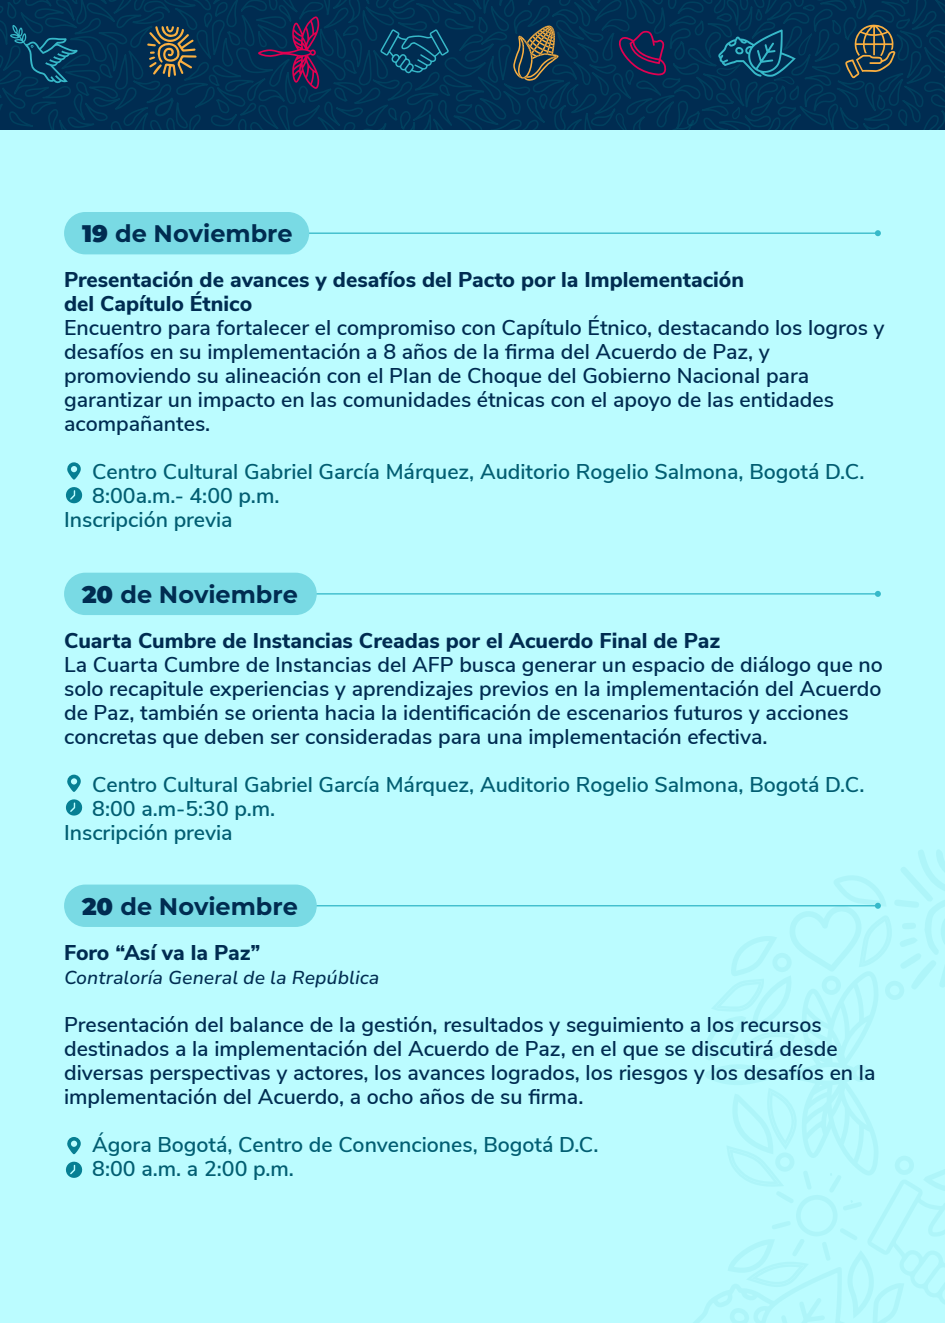 19 de Noviembre
Presentación de avances y desafíos del Pacto por la Implementación
del Capítulo Étnico
Encuentro para fortalecer el compromiso con Capítulo Étnico, destacando los logros y
desafíos en su implementación a 8 años de la firma del Acuerdo de Paz, y
promoviendo su alineación con el Plan de Choque del Gobierno Nacional para
garantizar un impacto en las comunidades étnicas con el apoyo de las entidades
acompañantes.
Centro Cultural Gabriel García Márquez, Auditorio Rogelio Salmona, Bogotá D.C.
8:00a.m.- 4:00 p.m.
Inscripción previa
20 de Noviembre
Cuarta Cumbre de Instancias Creadas por el Acuerdo Final de Paz
La Cuarta Cumbre de Instancias del AFP busca generar un espacio de diálogo que no
solo recapitule experiencias y aprendizajes previos en la implementación del Acuerdo
de Paz, también se orienta hacia la identificación de escenarios futuros y acciones
concretas que deben ser consideradas para una implementación efectiva.
Centro Cultural Gabriel García Márquez, Auditorio Rogelio Salmona, Bogotá D.C.
8:00 a.m-5:30 p.m.
Inscripción previa
20 de Noviembre
Foro “Así va la Paz”
Contraloría General de la República
Presentación del balance de la gestión, resultados y seguimiento a los recursos
destinados a la implementación del Acuerdo de Paz, en el que se discutirá desde
diversas perspectivas y actores, los avances logrados, los riesgos y los desafíos en la
implementación del Acuerdo, a ocho años de su firma.
Ágora Bogotá, Centro de Convenciones, Bogotá D.C.
8:00 a.m. a 2:00 p.m.